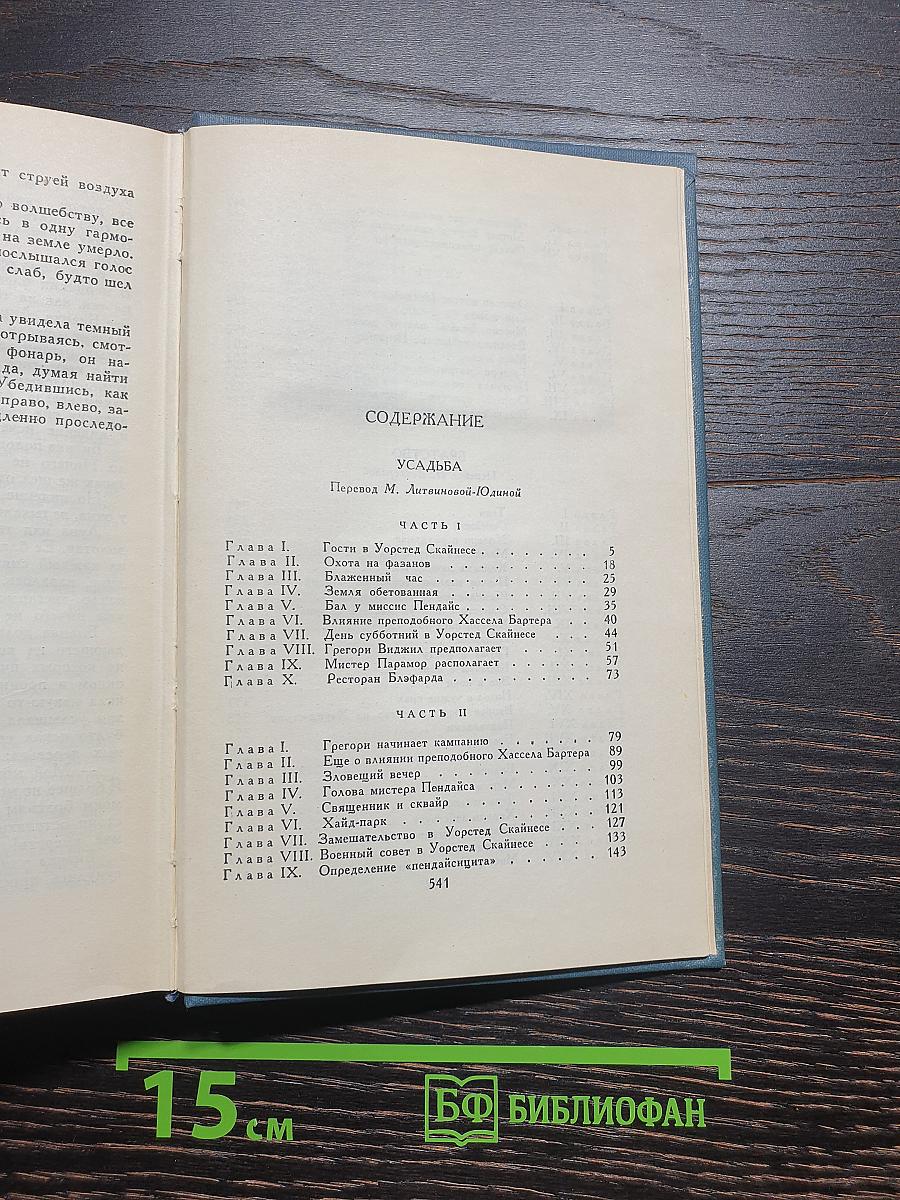 т струей воздуха
волшебству, все
сь в одну гармо-
на земле умерло.
послышался голос
слаб, будто шел
увидела темный
отрываясь, смот-
фонарь, он на-
да, думая найти
Убедившись, как
право, влево, за-
дленно проследо-
СОДЕРЖАНИЕ
УСАДЬБА
Перевод М. Литвиновой-Юдиной
ЧАСТЬ I
Глава I. Гости в Уорстед Скайнесе . . . . . . . . 5
Глава II. Охота на фазанов . . . . . . . . . 18
Глава III. Блаженный час . . . . . . . . . . 25
Глава IV. Земля обетованная . . . . . . . . . 29
Глава V. Бал у миссис Пендайс . . . . . . . . 35
Глава VI. Влияние преподобного Хассела Бартера . . 40
Глава VII. День субботний в Уорстед Скайнесе . . . 44
Глава VIII. Грегори Виджил предполагает . . . . . 51
Глава IX. Мистер Парамор располагает . . . . . . 57
Глава X. Ресторан Блэфарда . . . . . . . . . 73
ЧАСТЬ II
Глава I. Грегори начинает кампанию . . . . . . . 79
Глава II. Еще о влиянии преподобного Хассела Бартера 89
Глава III. Зловещий вечер . . . . . . . . . . 99
Глава IV. Голова мистера Пендайса . . . . . . . 103
Глава V. Священник и сквайр . . . . . . . . . 113
Глава VI. Хайд-парк . . . . . . . . . . . 121
Глава VII. Замешательство в Уорстед Скайнесе . . . 127
Глава VIII. Военный совет в Уорстед Скайнесе . . . . 133
Глава IX. Определение «пендайсицита» . . . . . . 143
541
15 см
БФ БИБЛИОФАН